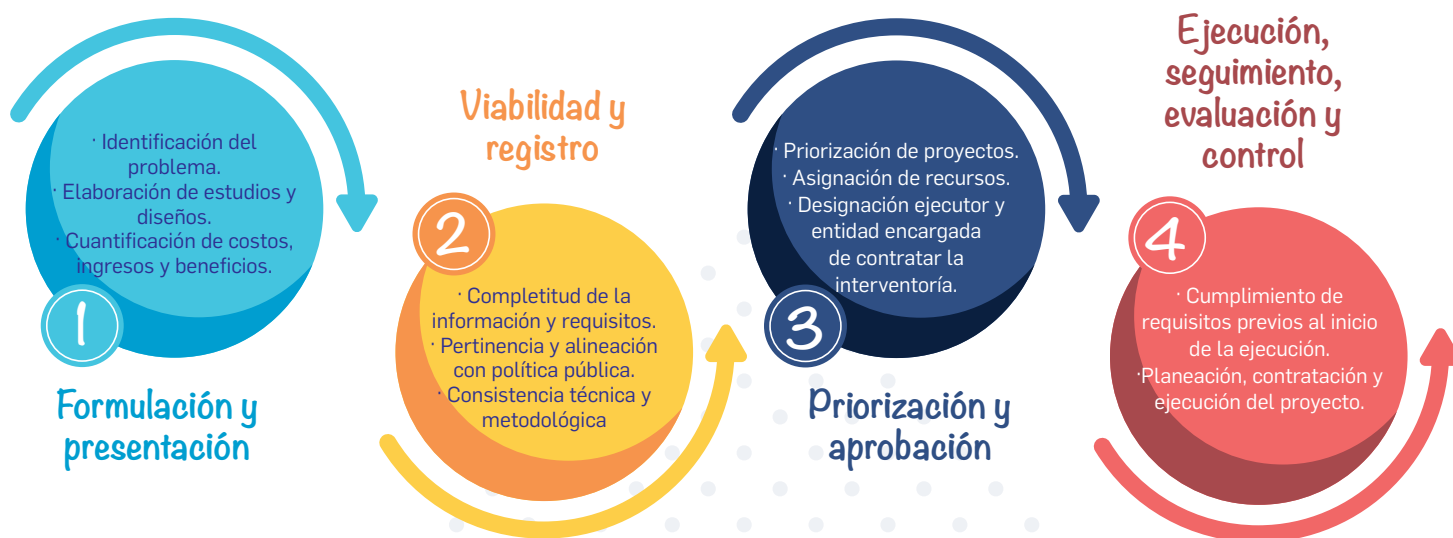 · Identificación del
problema.
· Elaboración de estudios y
diseños.
· Cuantificación de costos,
ingresos y beneficios.
1
Formulación y
presentación
Viabilidad y
registro
2
· Completitud de la
información y requisitos.
· Pertinencia y alineación
con política pública.
· Consistencia técnica y
metodológica
· Priorización de proyectos.
· Asignación de recursos.
· Designación ejecutor y
entidad encargada
de contratar la
interventoría.
3
Priorización y
aprobación
Ejecución,
seguimiento,
evaluación y
control
4
· Cumplimiento de
requisitos previos al inicio
de la ejecución.
·Planeación, contratación y
ejecución del proyecto.